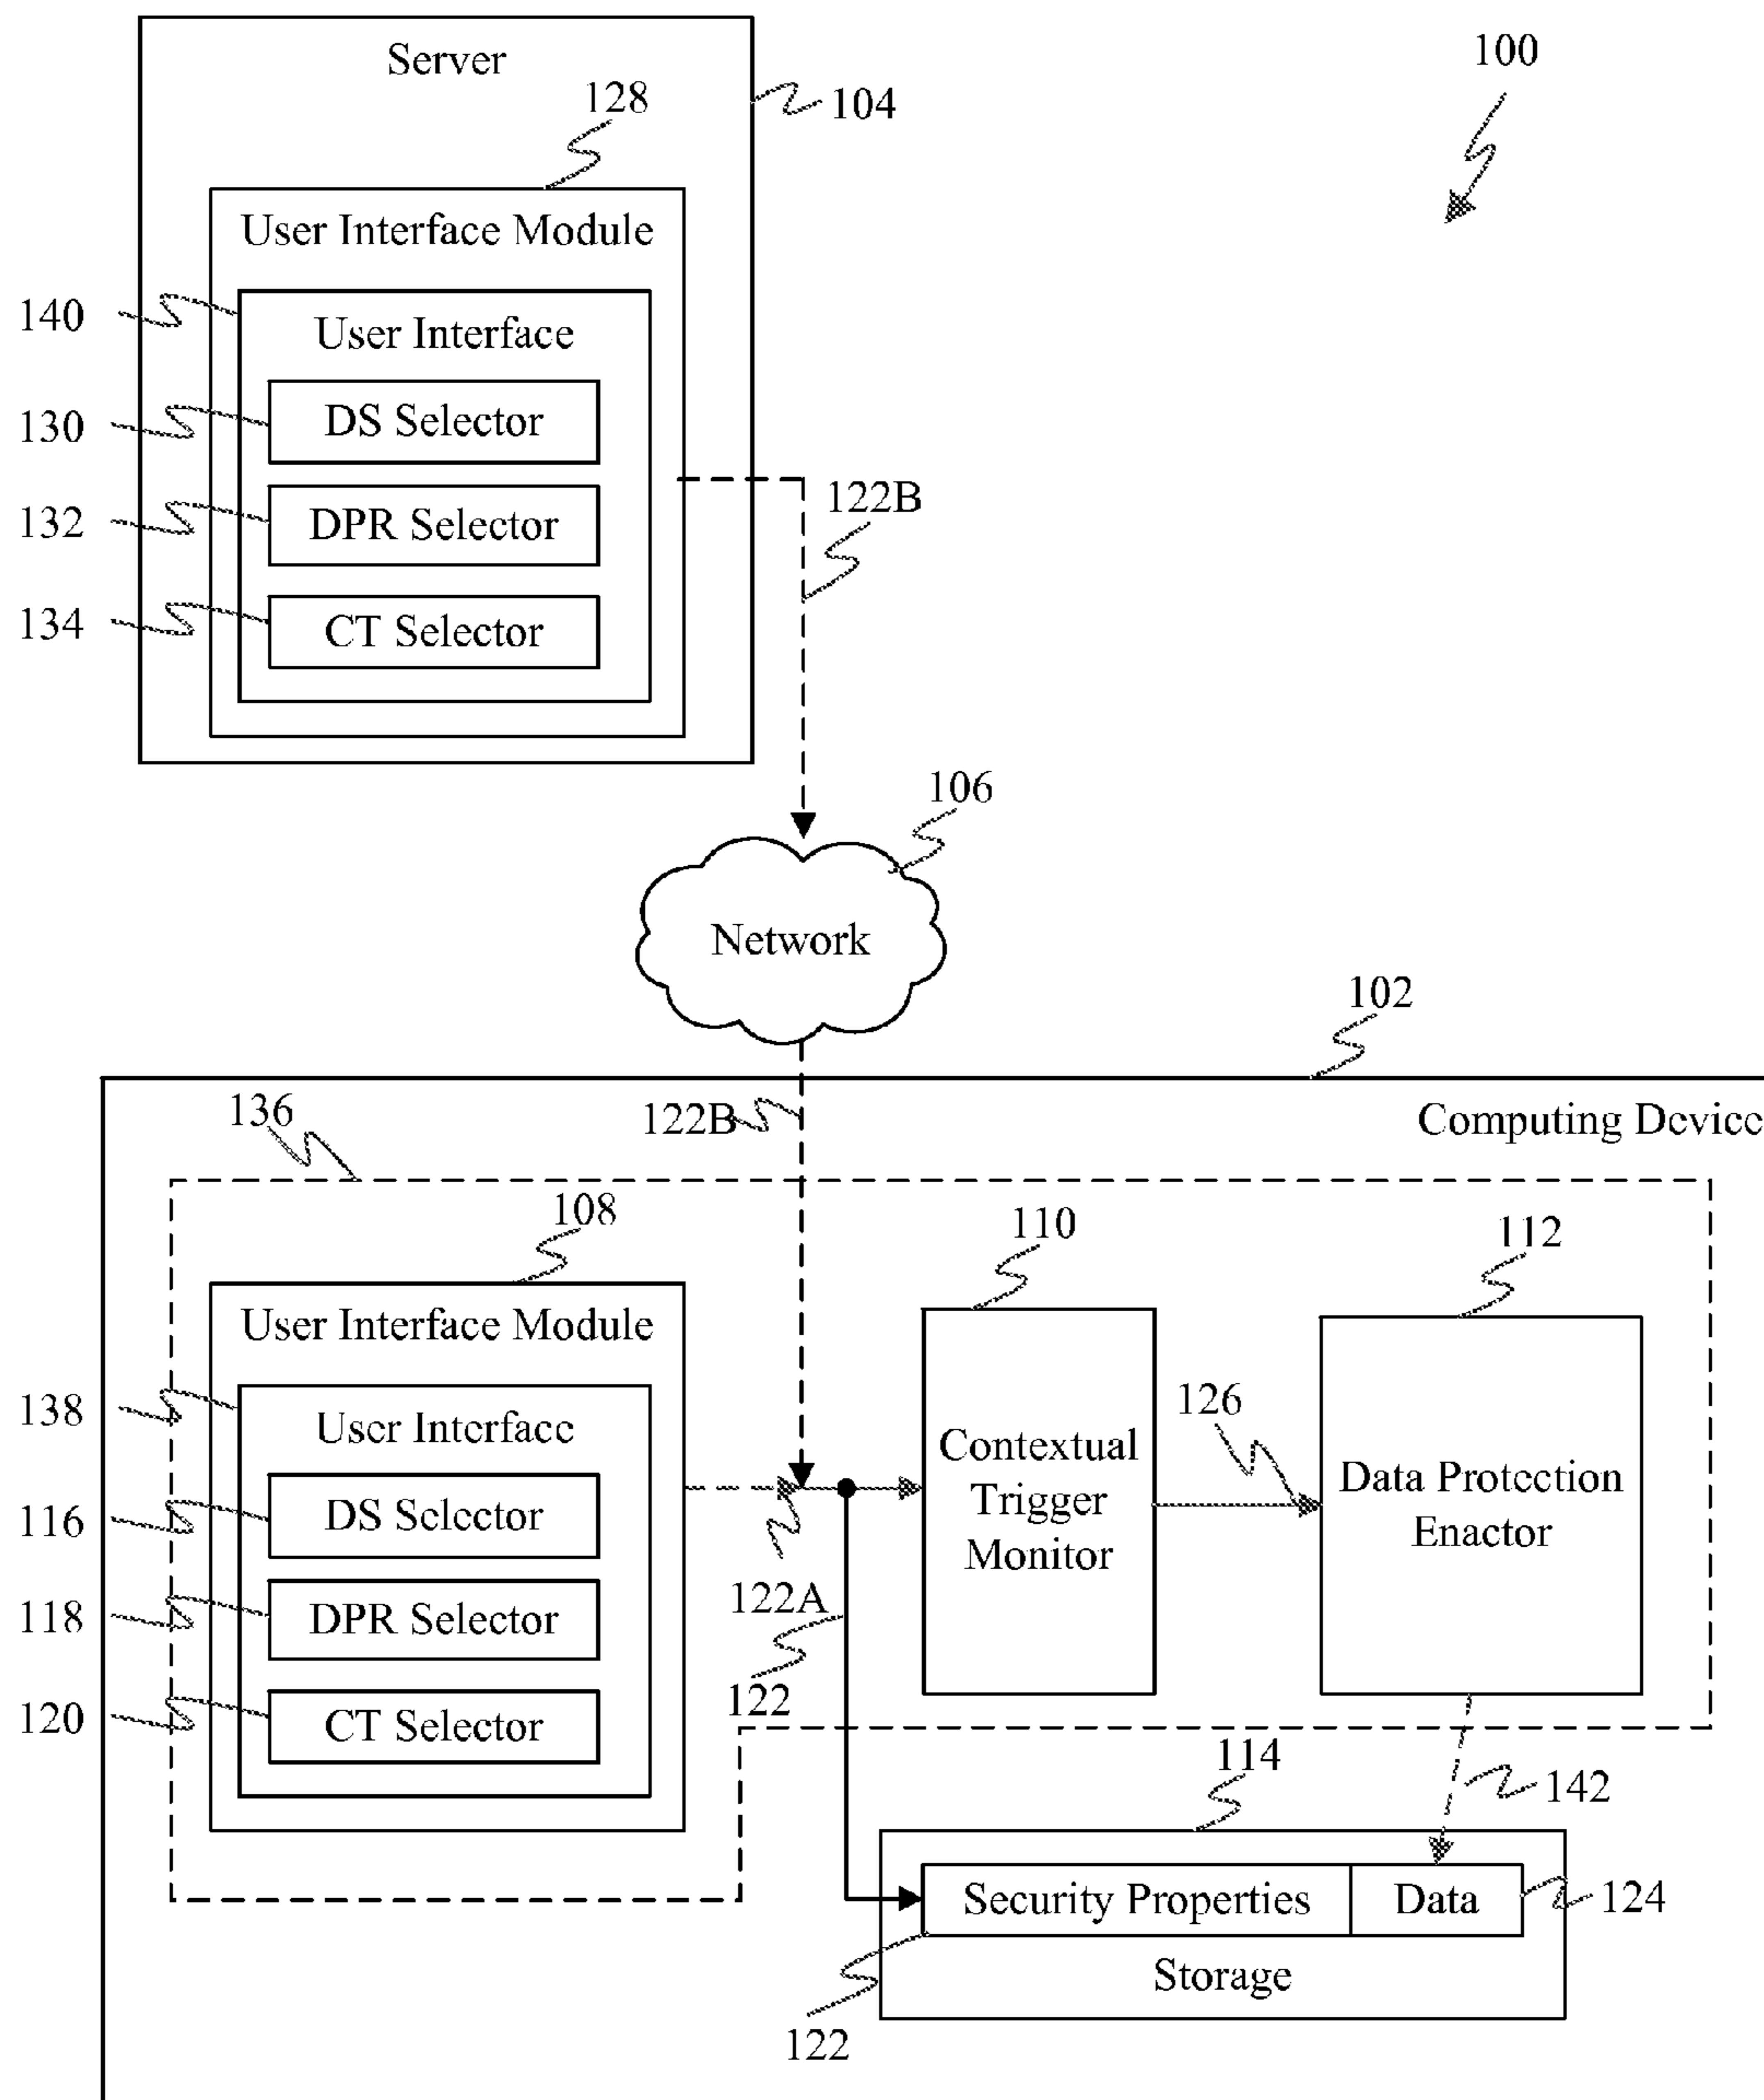 Server
100
104
128
User Interface Module
140
User Interface
130
DS Selector
132
DPR Selector
122B
134
CT Selector
106
Network
102
122B
136
Computing Device
108
110
112
User Interface Module
138
User Interface
126
Contextual
Trigger
Monitor
Data Protection
Enactor
116
DS Selector
118
DPR Selector
122A
122
120
CT Selector
114
142
Security Properties
Data
124
Storage
122